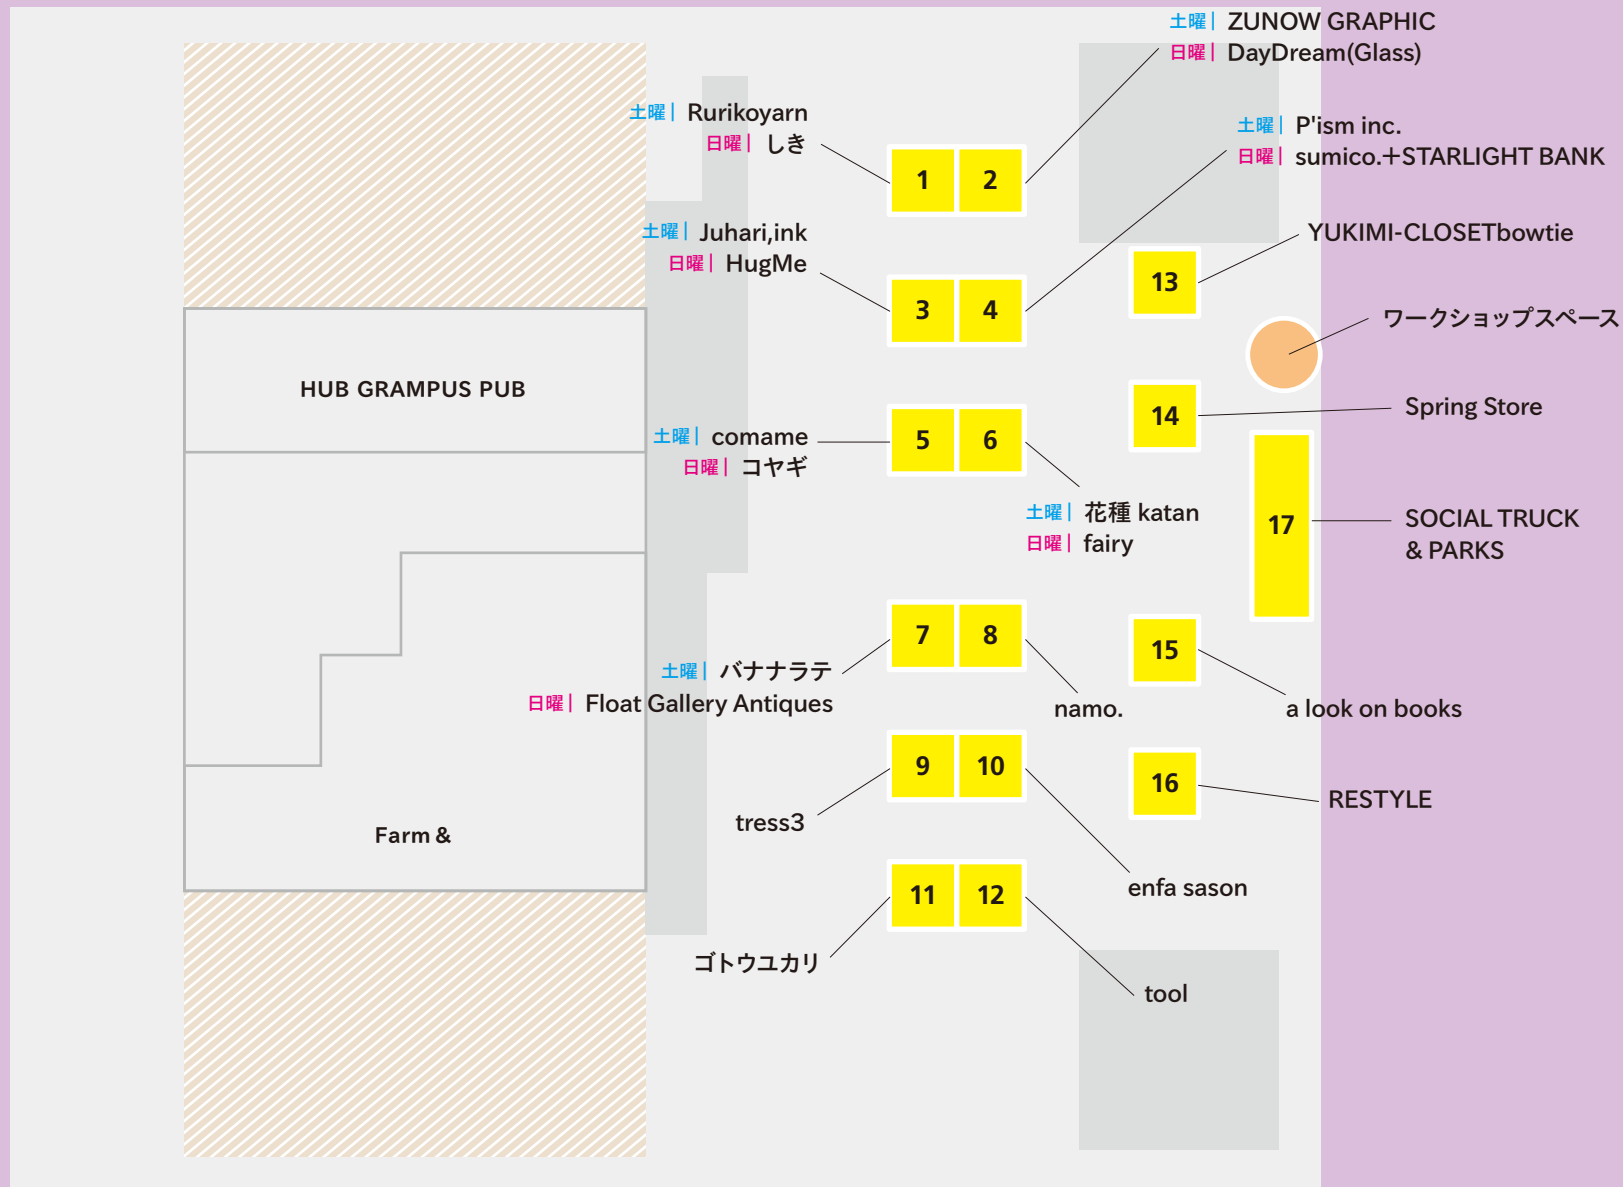 土曜| ZUNOW GRAPHIC
日曜| DayDream(Glass)
土曜| Rurikoyarn
日曜| しき
土曜| P'ism inc.
日曜| sumico.+STARLIGHT BANK
1 2
土曜| Juhari,ink
日曜| HugMe
YUKIMI-CLOSETbowtie
13
3 4
ワークショップスペース
HUB GRAMPUS PUB
14
Spring Store
土曜| comame
日曜| コヤギ
5 6
土曜| 花種 katan
日曜| fairy
17
SOCIAL TRUCK
& PARKS
7 8
15
土曜| バナナラテ
日曜| Float Gallery Antiques
namo.
a look on books
9 10
16
RESTYLE
tress3
Farm &
enfa sason
11 12
ゴトウユカリ
tool